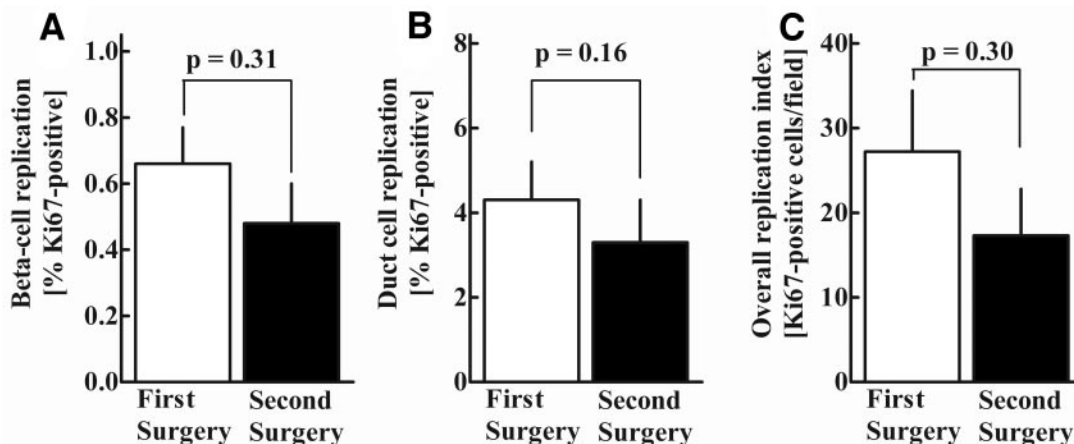 A
Beta-cell replication
[% Ki67-positive]
1.0
0.8
0.6
0.4
0.2
0.0
p = 0.31
First
Surgery
Second
Surgery
B
Duct cell replication
[% Ki67-positive]
8
6
4
2
0
p = 0.16
First
Surgery
Second
Surgery
C
Overall replication index
[Ki67-positive cells/field]
40
30
20
10
0
p = 0.30
First
Surgery
Second
Surgery